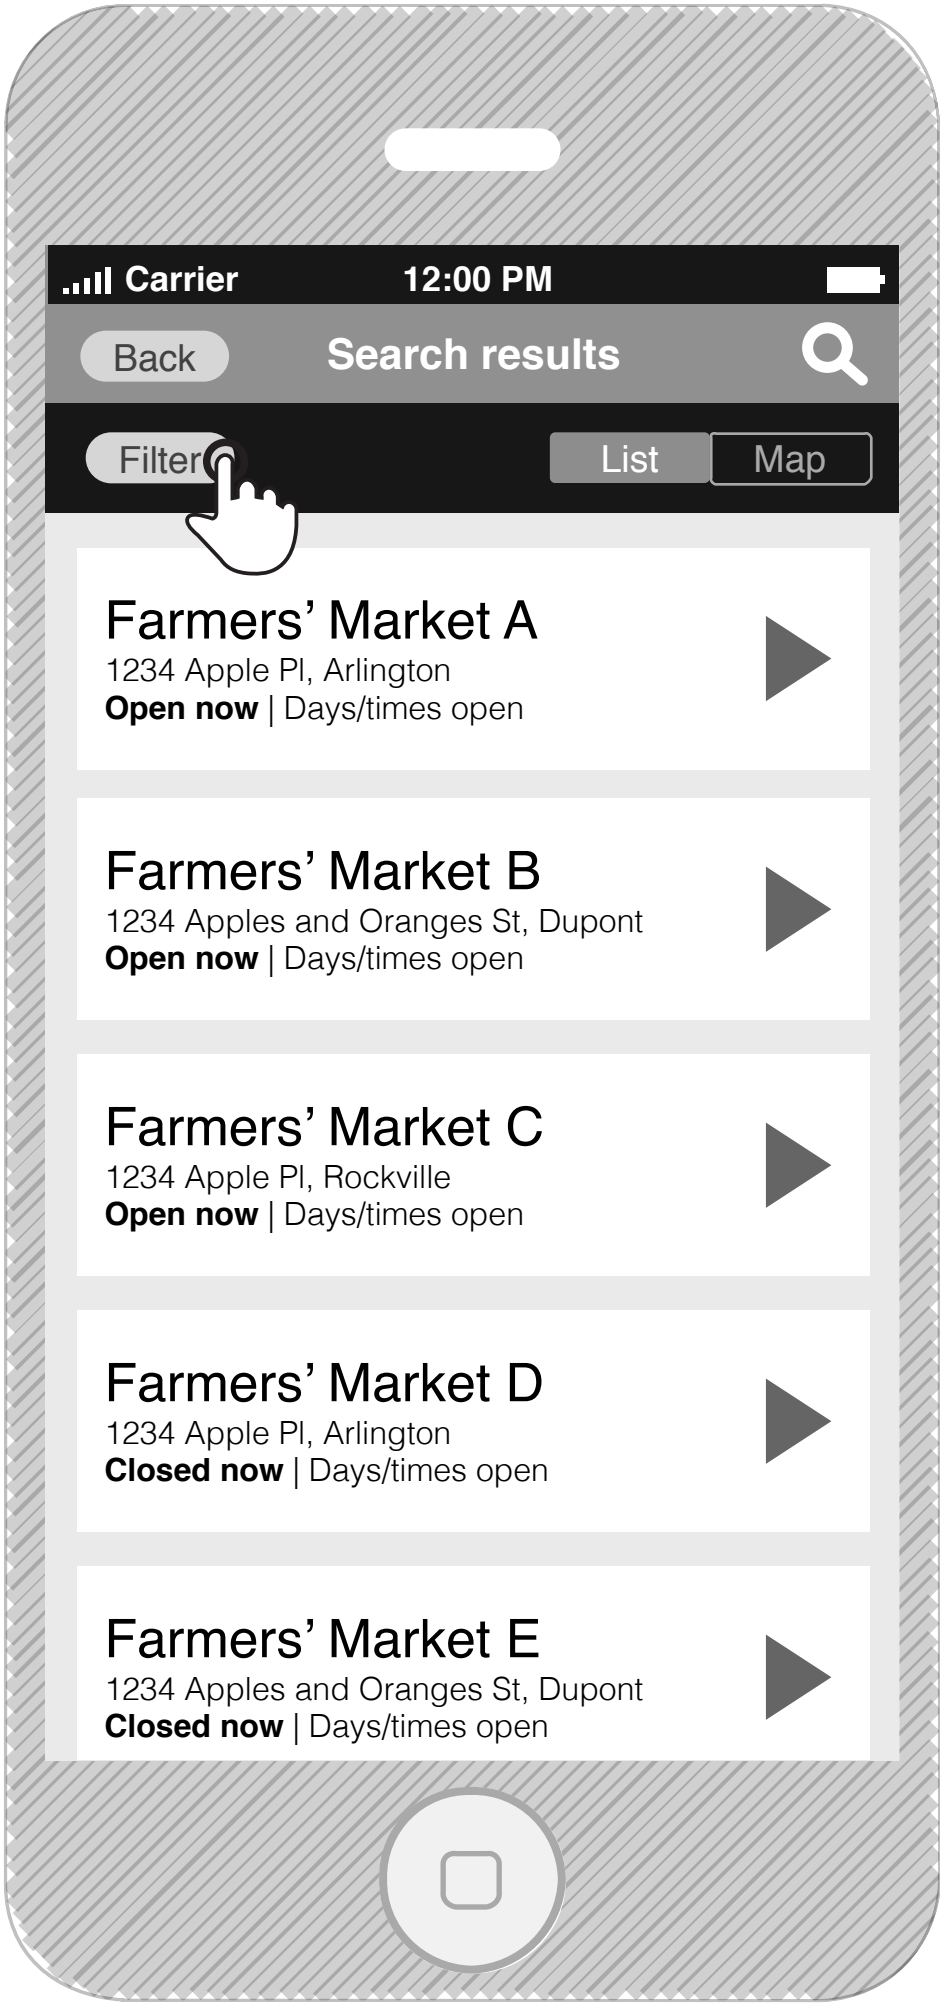 Carrier 12:00 PM
Back Search results
Filter List Map
Farmers’ Market A
1234 Apple Pl, Arlington
Open now | Days/times open
Farmers’ Market B
1234 Apples and Oranges St, Dupont
Open now | Days/times open
Farmers’ Market C
1234 Apple Pl, Rockville
Open now | Days/times open
Farmers’ Market D
1234 Apple Pl, Arlington
Closed now | Days/times open
Farmers’ Market E
1234 Apples and Oranges St, Dupont
Closed now | Days/times open